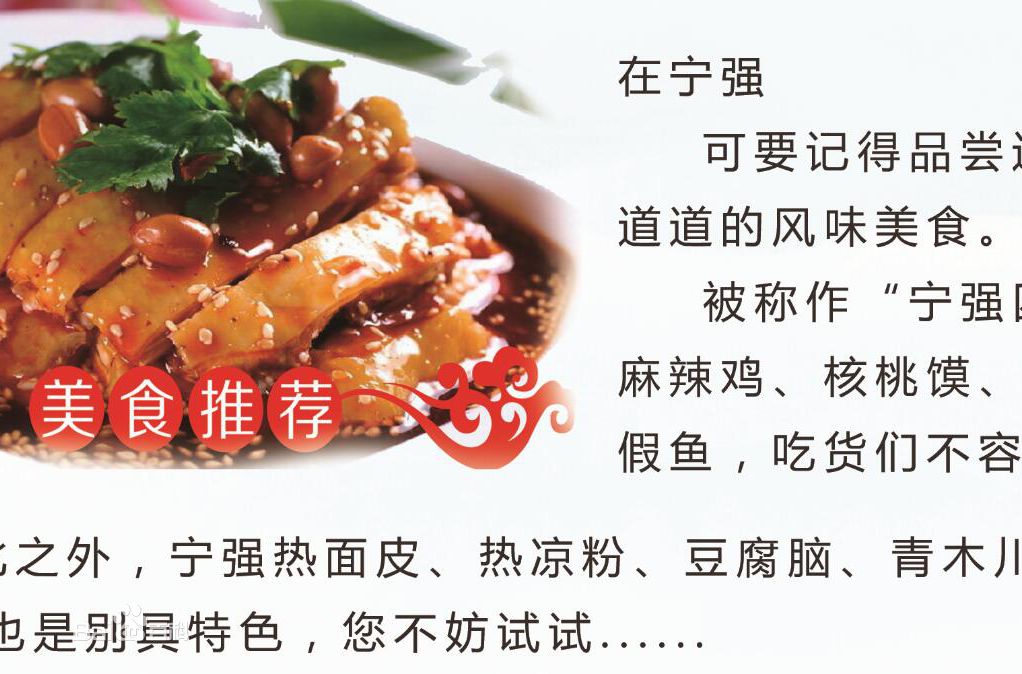 美食推荐
在宁强
可要记得品尝
道道的风味美食。
被称作“宁强
麻辣鸡、核桃馍、
假鱼，吃货们不容
之外，宁强热面皮、热凉粉、豆腐脑、青木川
也是别具特色，您不妨试试......